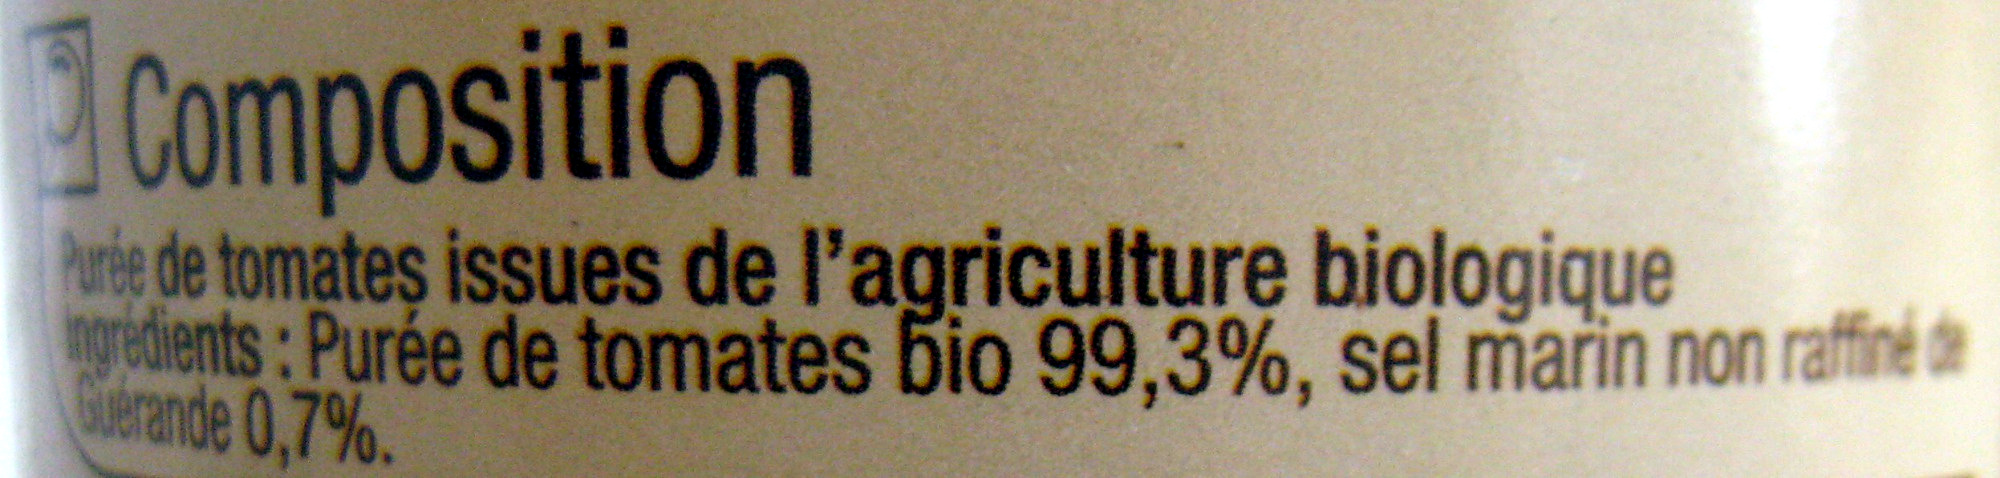 Composition
Purée de tomates issues de l'agriculture biologique
Ingrédients : Purée de tomates bio 99,3%, sel marin non raffiné de
Guérande 0,7%.